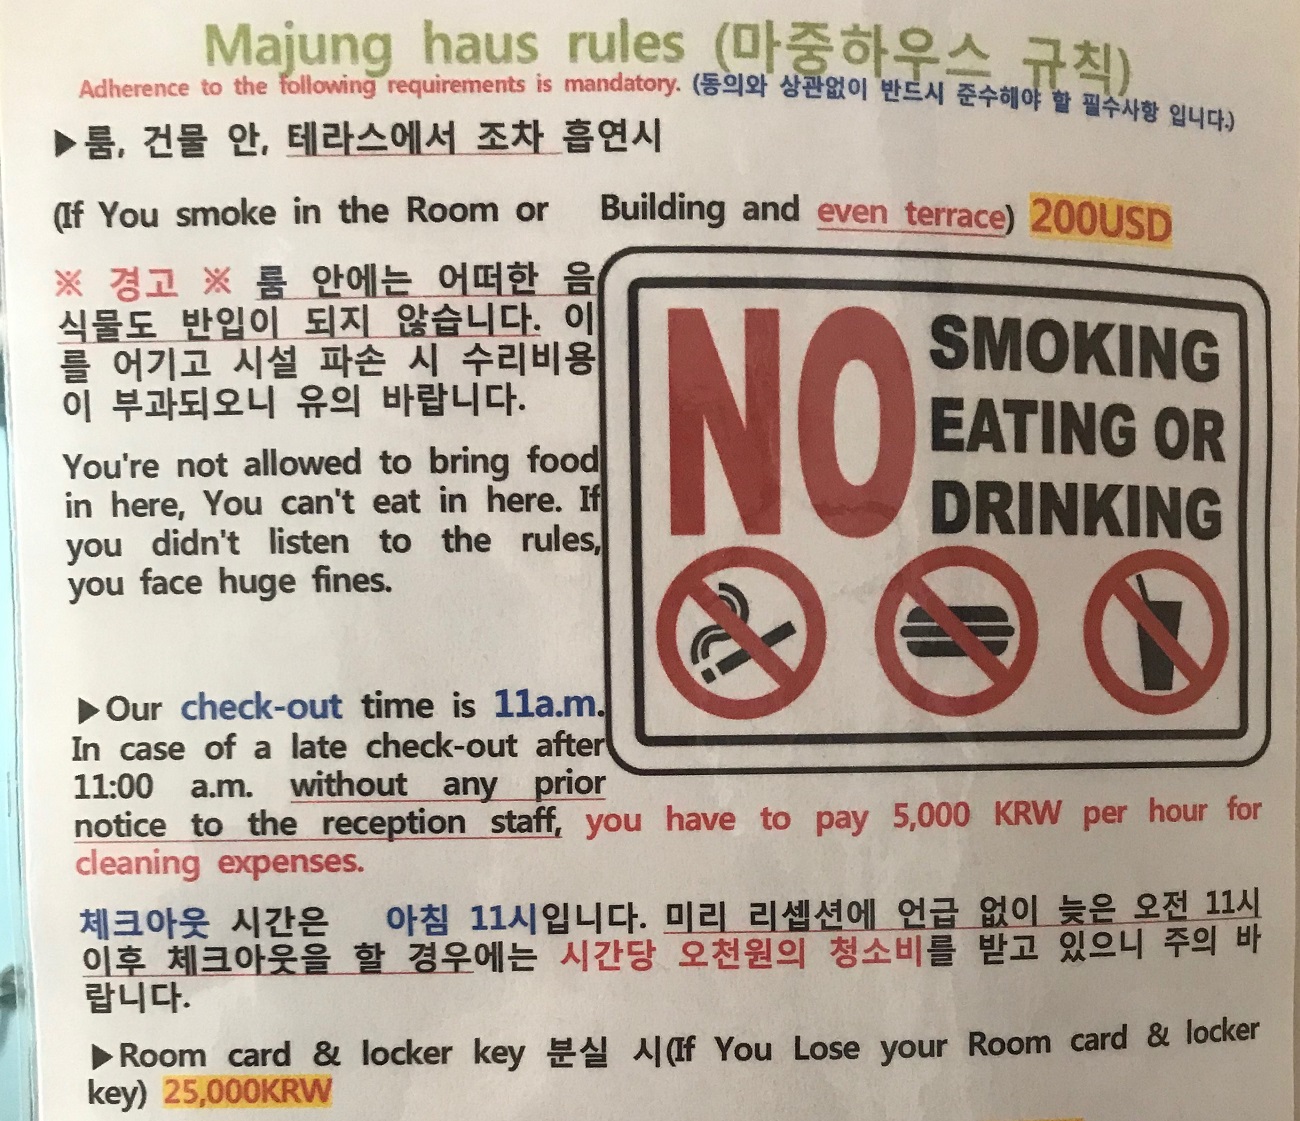 Majung haus rules (마중하우스 규칙)
Adherence to the following requirements is mandatory. (동의와 상관없이 반드시 준수해야 할 필수사항 입니다.)
▶룸, 건물 안, 테라스에서 조차 흡연시
(If You smoke in the Room or Building and even terrace) 200USD
※ 경고 ※ 룸 안에는 어떠한 음
식물도 반입이 되지 않습니다. 이
를 어기고 시설 파손 시 수리비용
이 부과되오니 유의 바랍니다.
You're not allowed to bring food
in here, You can't eat in here. If
you didn't listen to the rules,
you face huge fines.
NO
SMOKING
EATING OR
DRINKING
▶Our check-out time is 11a.m.
In case of a late check-out after
11:00 a.m. without any prior
notice to the reception staff, you have to pay 5,000 KRW per hour for
cleaning expenses.
체크아웃 시간은 아침 11시입니다. 미리 리셉션에 언급 없이 늦은 오전 11시
이후 체크아웃을 할 경우에는 시간당 오천원의 청소비를 받고 있으니 주의 바
랍니다.
▶Room card & locker key 분실 시(If You Lose your Room card & locker
key) 25,000KRW